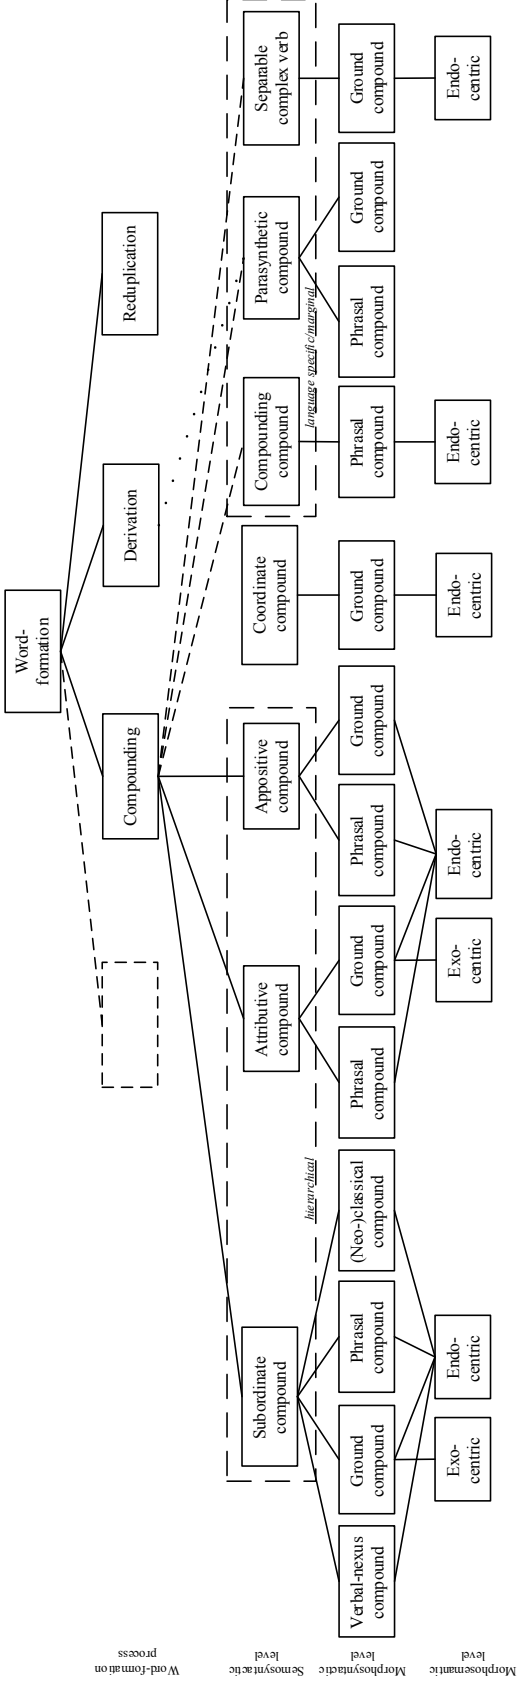 Word-
formation
Compounding
Derivation
Reduplication
Word-formation
process
Subordinate
compound
Attributive
compound
Appositive
compound
Coordinate
compound
Compounding
compound
Parasynthetic
compound
Separable
complex verb
Semosyntactic
level
hierarchical
language specific/marginal
Verbal-nexus
compound
Ground
compound
Phrasal
compound
(Neo-)classical
compound
Phrasal
compound
Ground
compound
Phrasal
compound
Ground
compound
Ground
compound
Phrasal
compound
Phrasal
compound
Ground
compound
Ground
compound
Morphosyntactic
level
Exo-
centric
Endo-
centric
Exo-
centric
Endo-
centric
Endo-
centric
Endo-
centric
Endo-
centric
Morphosemantic
level